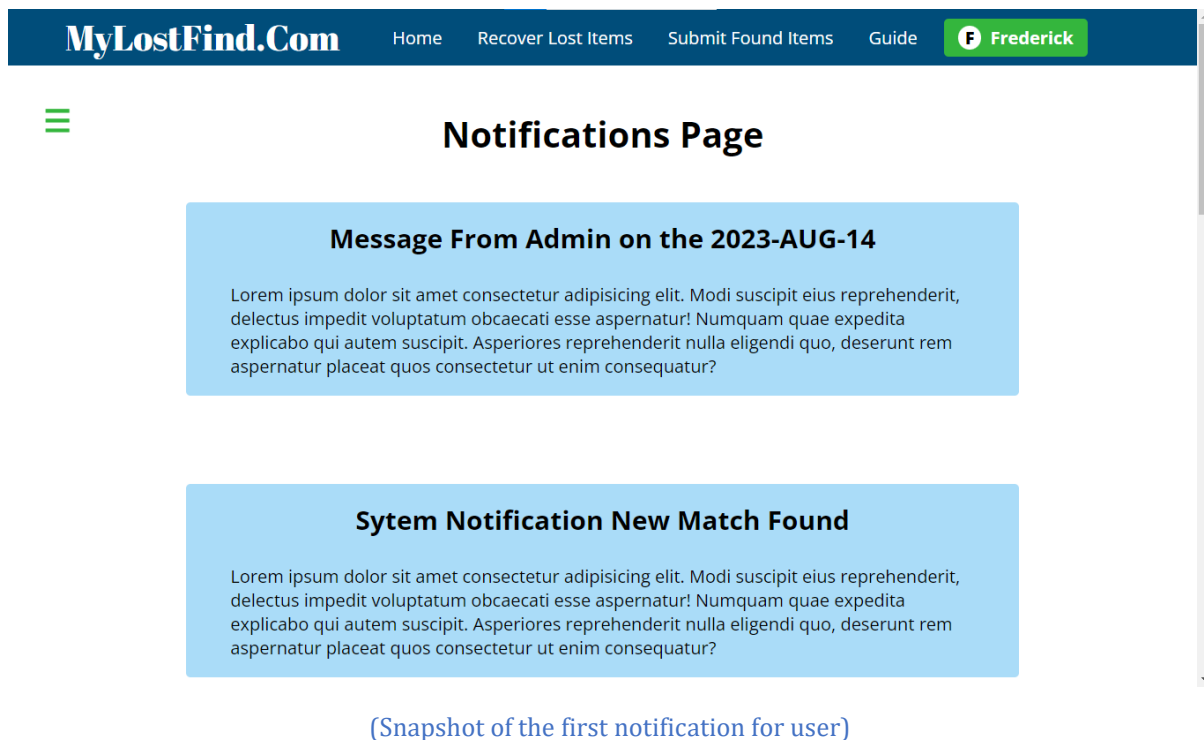 MyLostFind.Com Home Recover Lost Items Submit Found Items Guide F Frederick
Notifications Page
Message From Admin on the 2023-AUG-14
Lorem ipsum dolor sit amet consectetur adipisicing elit. Modi suscipit eius reprehenderit,
delectus impedit voluptatum obcaecati esse aspernatur! Numquam quae expedita
explicabo qui autem suscipit. Asperiores reprehenderit nulla eligendi quo, deserunt rem
aspernatur placeat quos consectetur ut enim consequatur?
Sytem Notification New Match Found
Lorem ipsum dolor sit amet consectetur adipisicing elit. Modi suscipit eius reprehenderit,
delectus impedit voluptatum obcaecati esse aspernatur! Numquam quae expedita
explicabo qui autem suscipit. Asperiores reprehenderit nulla eligendi quo, deserunt rem
aspernatur placeat quos consectetur ut enim consequatur?
(Snapshot of the first notification for user)